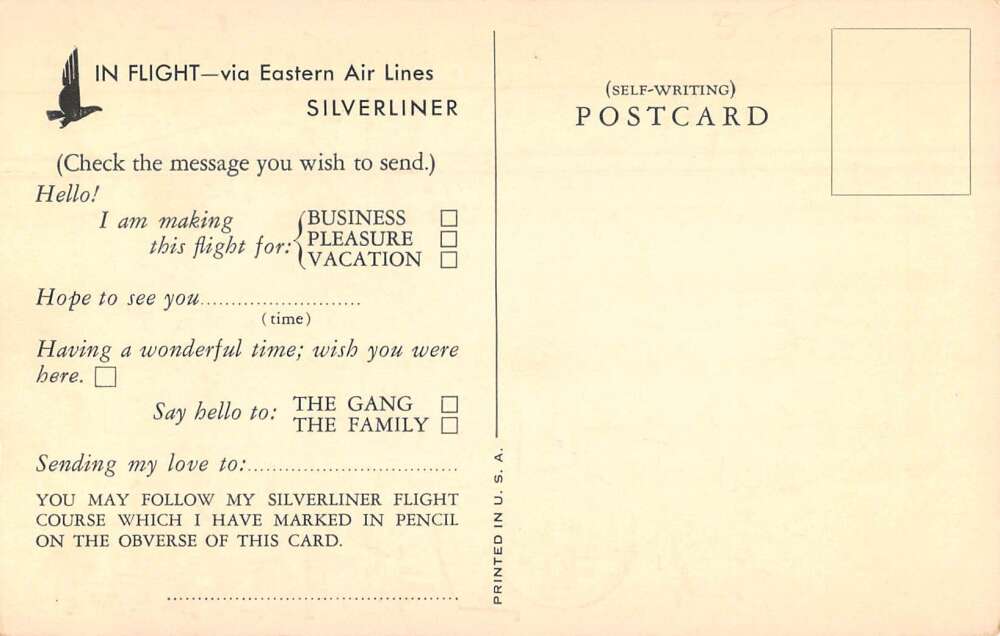 IN FLIGHT—via Eastern Air Lines
SILVERLINER
(Check the message you wish to send.)
Hello!
I am making
this flight for:
BUSINESS
PLEASURE
VACATION
Hope to see you..........................
(time)
Having a wonderful time; wish you were
here.
Say hello to: THE GANG
THE FAMILY
Sending my love to:...................................
YOU MAY FOLLOW MY SILVERLINER FLIGHT
COURSE WHICH I HAVE MARKED IN PENCIL
ON THE OBVERSE OF THIS CARD.
PRINTED IN U. S. A.
(SELF-WRITING)
POSTCARD